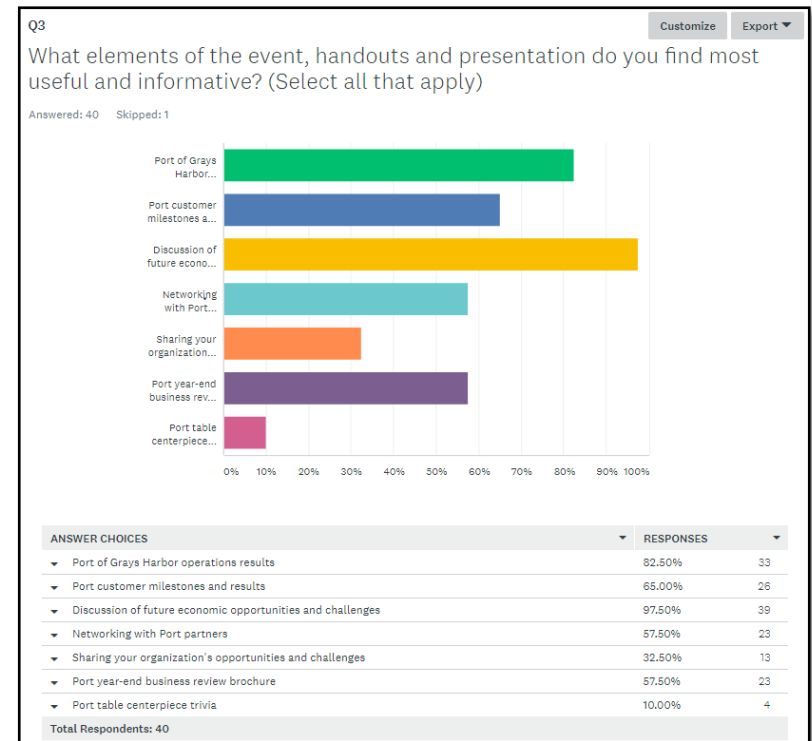 Q3
Customize
Export
What elements of the event, handouts and presentation do you find most
useful and informative? (Select all that apply)
Answered: 40 Skipped: 1
Port of Grays
Harbor...
Port customer
milestones a...
Discussion of
future econo...
Networking
with Port...
Sharing your
organization...
Port year-end
business rev...
Port table
centerpiece...
0% 10% 20% 30% 40% 50% 60% 70% 80% 90% 100%
ANSWER CHOICES RESPONSES
Port of Grays Harbor operations results 82.50% 33
Port customer milestones and results 65.00% 26
Discussion of future economic opportunities and challenges 97.50% 39
Networking with Port partners 57.50% 23
Sharing your organization's opportunities and challenges 32.50% 13
Port year-end business review brochure 57.50% 23
Port table centerpiece trivia 10.00% 4
Total Respondents: 40